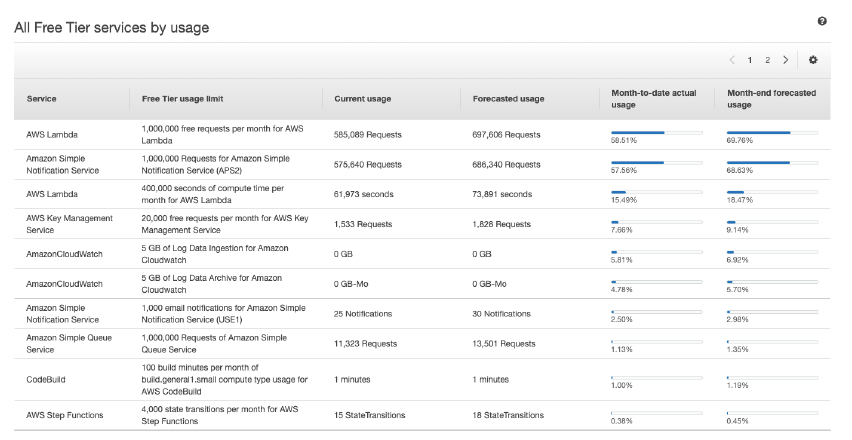 All Free Tier services by usage
1 2
Service Free Tier usage limit Current usage Forecasted usage Month-to-date actual usage Month-end forecasted usage
AWS Lambda 1,000,000 free requests per month for AWS Lambda 585,089 Requests 697,606 Requests 58.51% 69.76%
Amazon Simple Notification Service 1,000,000 Requests for Amazon Simple Notification Service (APS2) 575,640 Requests 686,340 Requests 57.56% 68.63%
AWS Lambda 400,000 seconds of compute time per month for AWS Lambda 61,973 seconds 73,891 seconds 15.49% 18.47%
AWS Key Management Service 20,000 free requests per month for AWS Key Management Service 1,533 Requests 1,828 Requests 7.66% 9.14%
AmazonCloudWatch 5 GB of Log Data Ingestion for Amazon Cloudwatch 0 GB 0 GB 5.81% 6.92%
AmazonCloudWatch 5 GB of Log Data Archive for Amazon Cloudwatch 0 GB-Mo 0 GB-Mo 4.78% 5.70%
Amazon Simple Notification Service 1,000 email notifications for Amazon Simple Notification Service (USE1) 25 Notifications 30 Notifications 2.50% 2.98%
Amazon Simple Queue Service 1,000,000 Requests of Amazon Simple Queue Service 11,323 Requests 13,501 Requests 1.13% 1.35%
CodeBuild 100 build minutes per month of build.general1.small compute type usage for AWS CodeBuild 1 minutes 1 minutes 1.00% 1.19%
AWS Step Functions 4,000 state transitions per month for AWS Step Functions 15 StateTransitions 18 StateTransitions 0.38% 0.45%